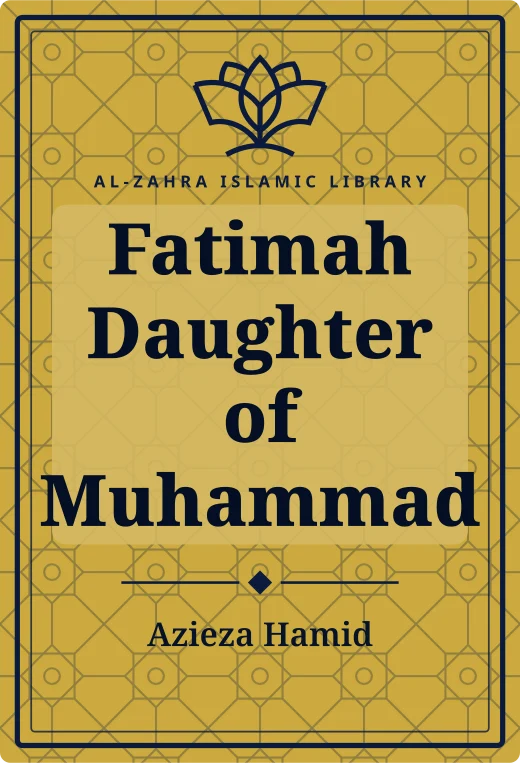 AL-ZAHRA ISLAMIC LIBRARY
Fatimah
Daughter
of
Muhammad
Azieza Hamid